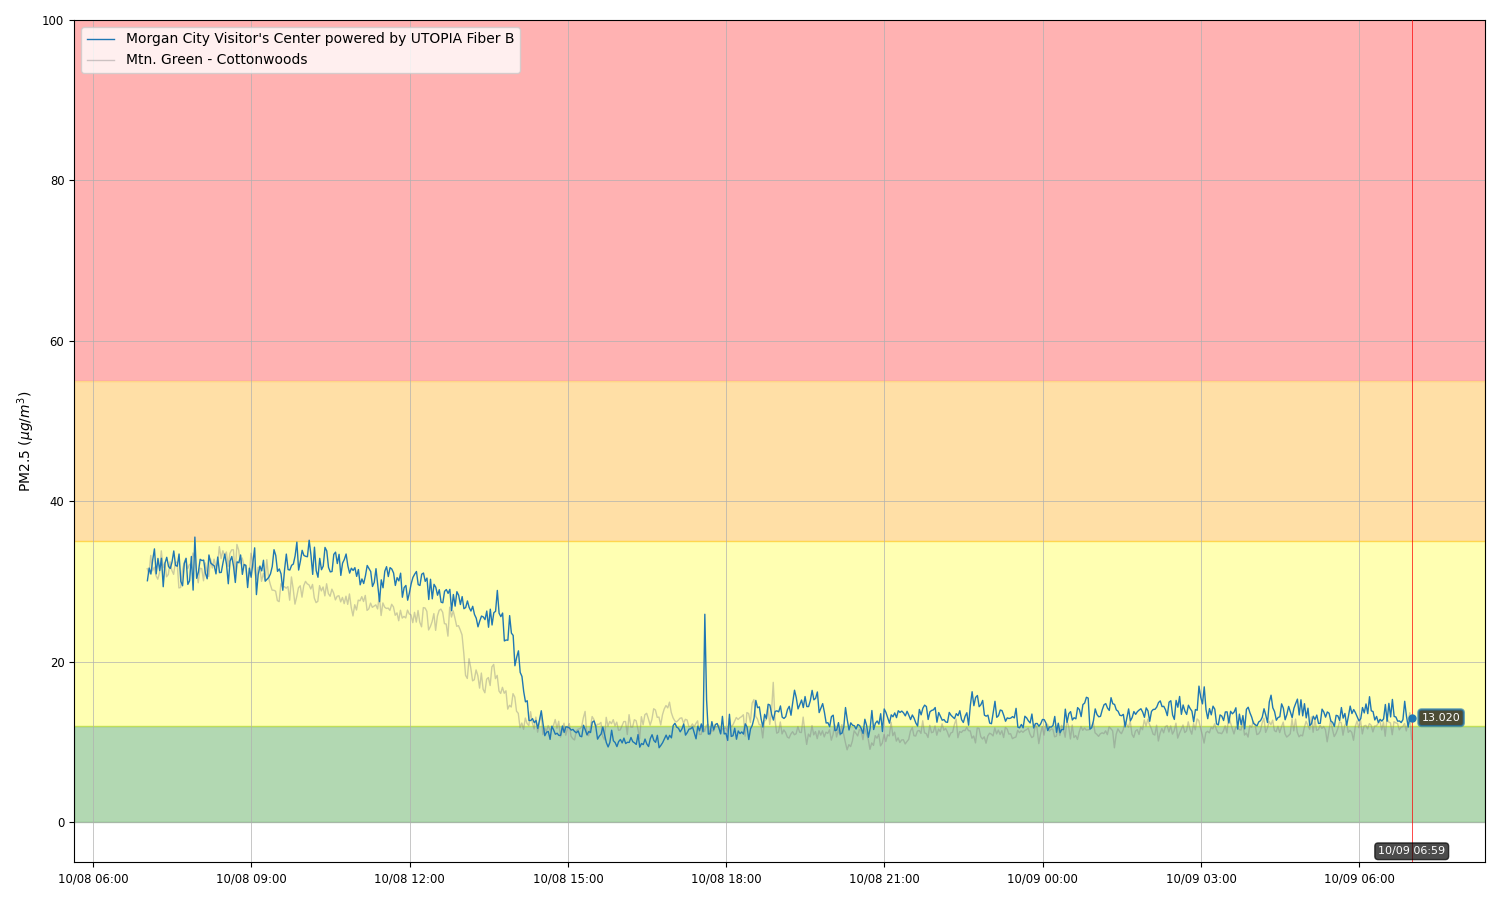 100
Morgan City Visitor's Center powered by UTOPIA Fiber B
Mtn. Green - Cottonwoods
80
60
PM2.5 (μg/m³)
40
20
13.020
0
10/09 06:59
10/08 06:00 10/08 09:00 10/08 12:00 10/08 15:00 10/08 18:00 10/08 21:00 10/09 00:00 10/09 03:00 10/09 06:00